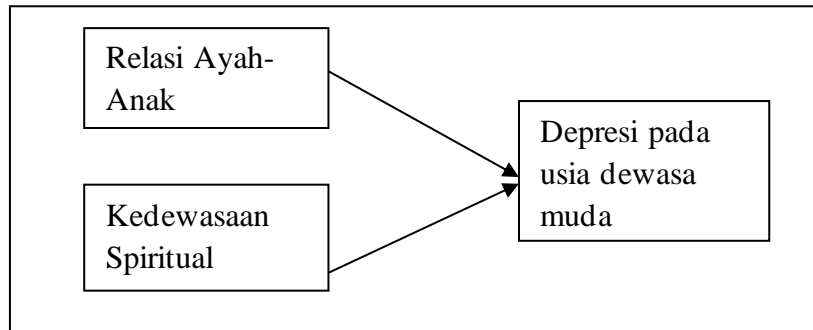 Relasi Ayah-
Anak
Kedewasaan
Spiritual
Depresi pada
usia dewasa
muda